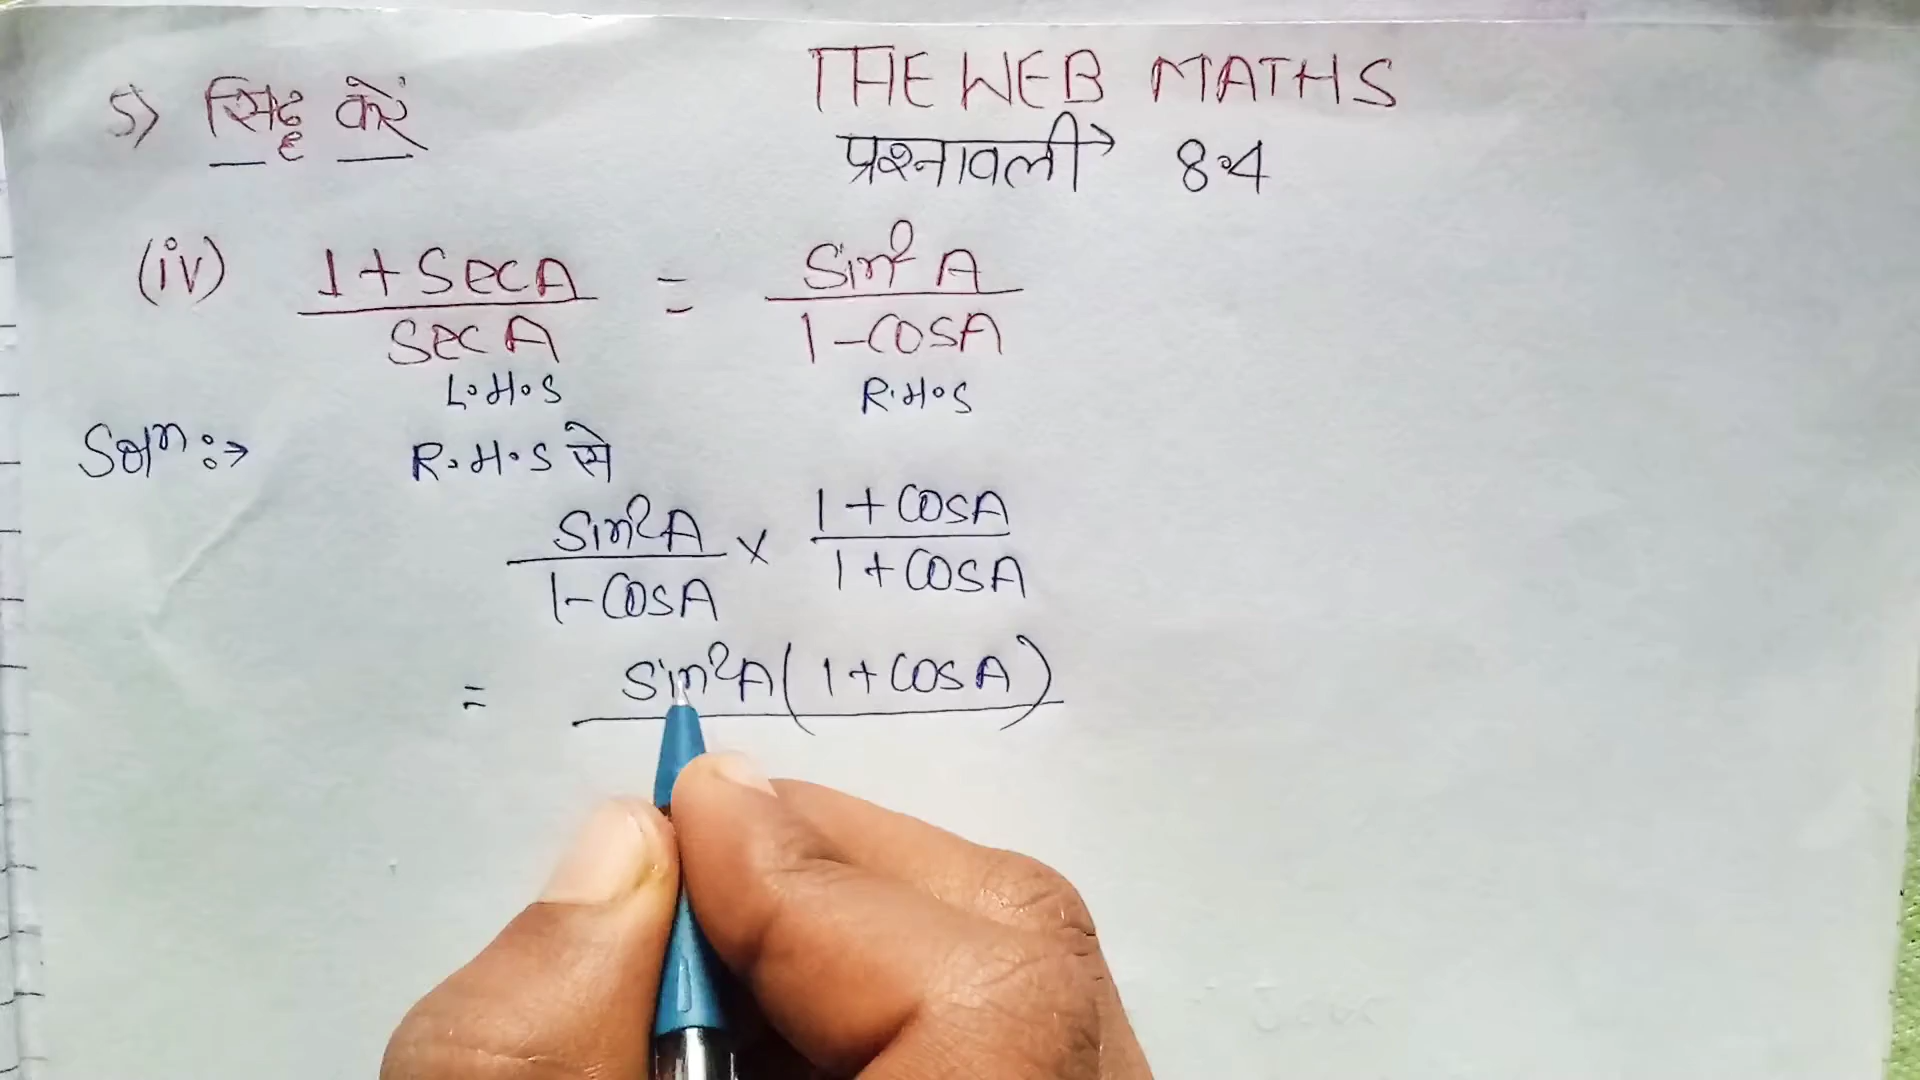 THE WEB MATHS
5) सिद्ध करें
प्रश्नावली → 8.4
(iv) 1+SecA / SecA = Sin²A / 1-COSA
L.H.S R.H.S
Soln:→ R.H.S से
Sin²A / 1-COSA × 1+COSA / 1+COSA
= Sin²A(1+COSA)